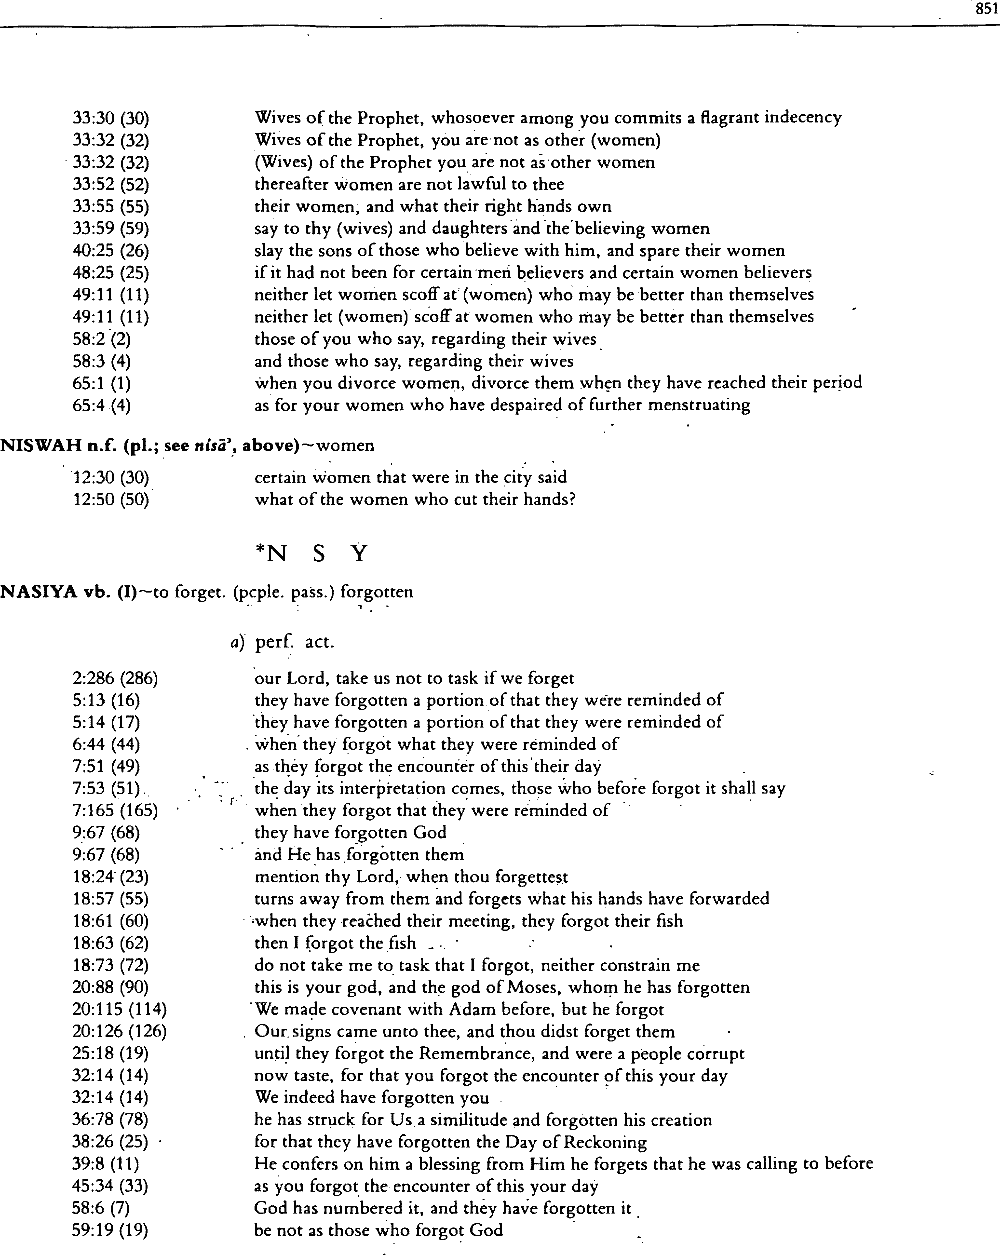 851
33:30 (30) Wives of the Prophet, whosoever among you commits a flagrant indecency
33:32 (32) Wives of the Prophet, you are not as other (women)
33:32 (32) (Wives) of the Prophet you are not as other women
33:52 (52) thereafter women are not lawful to thee
33:55 (55) their women, and what their right hands own
33:59 (59) say to thy (wives) and daughters and the believing women
40:25 (26) slay the sons of those who believe with him, and spare their women
48:25 (25) if it had not been for certain men believers and certain women believers
49:11 (11) neither let women scoff at (women) who may be better than themselves
49:11 (11) neither let (women) scoff at women who may be better than themselves
58:2 (2) those of you who say, regarding their wives
58:3 (4) and those who say, regarding their wives
65:1 (1) when you divorce women, divorce them when they have reached their period
65:4 (4) as for your women who have despaired of further menstruating
NISWAH n.f. (pl.; see nisāʾ, above)~women
12:30 (30) certain women that were in the city said
12:50 (50) what of the women who cut their hands?
*N S Y
NASIYA vb. (I)~to forget. (pcple. pass.) forgotten
a) perf. act.
2:286 (286) our Lord, take us not to task if we forget
5:13 (16) they have forgotten a portion of that they were reminded of
5:14 (17) they have forgotten a portion of that they were reminded of
6:44 (44) when they forgot what they were reminded of
7:51 (49) as they forgot the encounter of this their day
7:53 (51) the day its interpretation comes, those who before forgot it shall say
7:165 (165) when they forgot that they were reminded of
9:67 (68) they have forgotten God
9:67 (68) and He has forgotten them
18:24 (23) mention thy Lord, when thou forgettest
18:57 (55) turns away from them and forgets what his hands have forwarded
18:61 (60) when they reached their meeting, they forgot their fish
18:63 (62) then I forgot the fish
18:73 (72) do not take me to task that I forgot, neither constrain me
20:88 (90) this is your god, and the god of Moses, whom he has forgotten
20:115 (114) We made covenant with Adam before, but he forgot
20:126 (126) Our signs came unto thee, and thou didst forget them
25:18 (19) until they forgot the Remembrance, and were a people corrupt
32:14 (14) now taste, for that you forgot the encounter of this your day
32:14 (14) We indeed have forgotten you
36:78 (78) he has struck for Us a similitude and forgotten his creation
38:26 (25) for that they have forgotten the Day of Reckoning
39:8 (11) He confers on him a blessing from Him he forgets that he was calling to before
45:34 (33) as you forgot the encounter of this your day
58:6 (7) God has numbered it, and they have forgotten it
59:19 (19) be not as those who forgot God